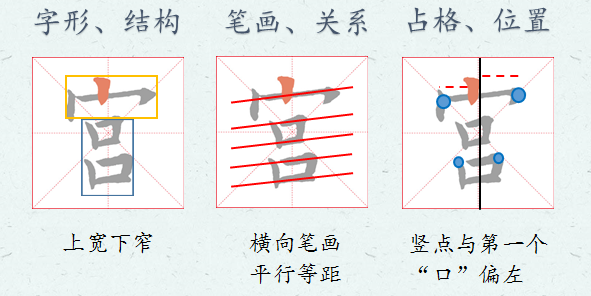 字形、结构 笔画、关系 占格、位置
宫 宫 宫
上宽下窄
横向笔画
平行等距
竖点与第一个
“口”偏左